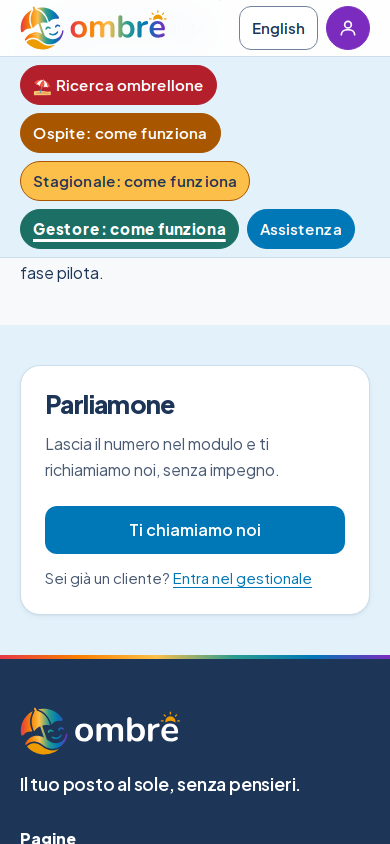 ombrē
English
Ricerca ombrellone
Ospite: come funziona
Stagionale: come funziona
Gestore: come funziona
Assistenza
fase pilota.
Parliamone
Lascia il numero nel modulo e ti
richiamiamo noi, senza impegno.
Ti chiamiamo noi
Sei già un cliente? Entra nel gestionale
ombrē
Il tuo posto al sole, senza pensieri.
Pagine